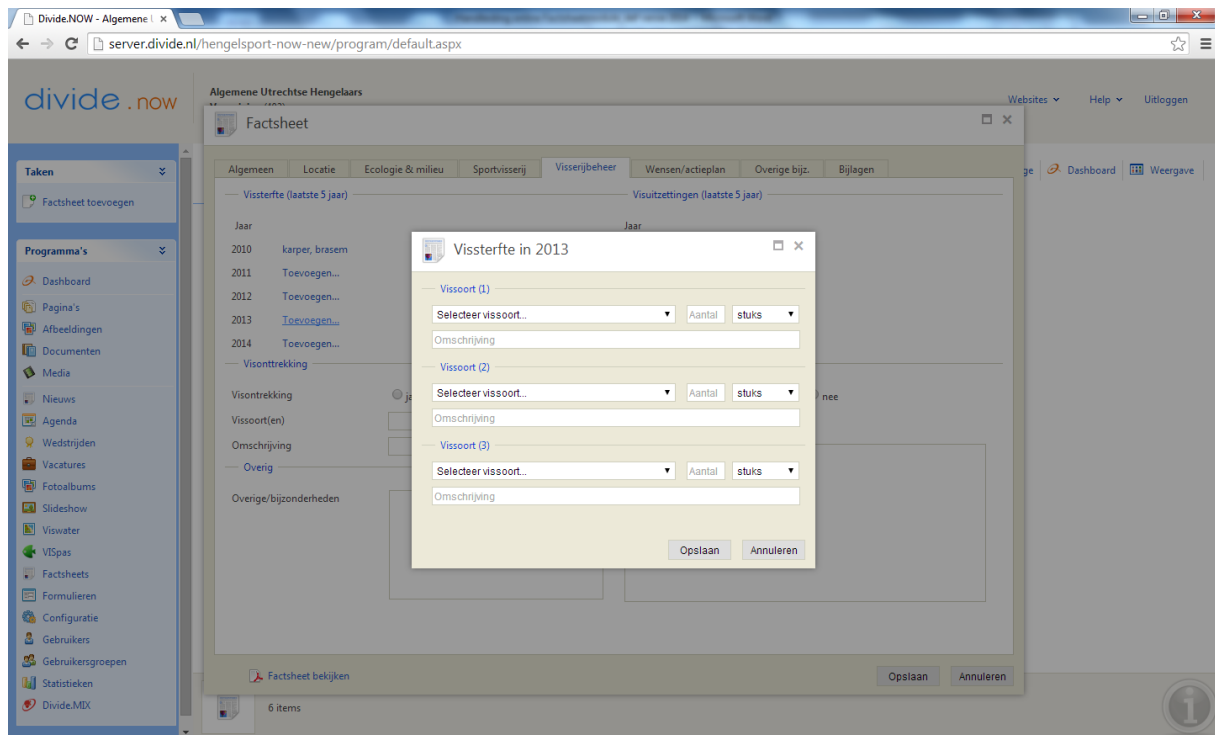 Divide.NOW - Algemene U
server.divide.nl/hengelsport-now-new/program/default.aspx
divide.now
Algemene Utrechtse Hengelaars
Websites
Help
Uitloggen
Factsheet
Taken
Factsheet toevoegen
Programma's
Dashboard
Pagina's
Afbeeldingen
Documenten
Media
Nieuws
Agenda
Wedstrijden
Vacatures
Fotoalbums
Slideshow
Viswater
VISpas
Factsheets
Formulieren
Configuratie
Gebruikers
Gebruikersgroepen
Statistieken
Divide.MIX
Algemeen
Locatie
Ecologie & milieu
Sportvisserij
Visserijbeheer
Wensen/actieplan
Overige bijz.
Bijlagen
Dashboard
Weergave
Vissterfte (laatste 5 jaar)
Visuitzettingen (laatste 5 jaar)
Jaar
Jaar
2010 karper, brasem
2011 Toevoegen...
2012 Toevoegen...
2013 Toevoegen...
2014 Toevoegen...
Visonttrekking
Visontrekking
nee
Vissoort(en)
Omschrijving
Overig
Overige/bijzonderheden
Vissterfte in 2013
Vissoort (1)
Selecteer vissoort... Aantal stuks
Omschrijving
Vissoort (2)
Selecteer vissoort... Aantal stuks
Omschrijving
Vissoort (3)
Selecteer vissoort... Aantal stuks
Omschrijving
Opslaan Annuleren
Factsheet bekijken
Opslaan Annuleren
6 items